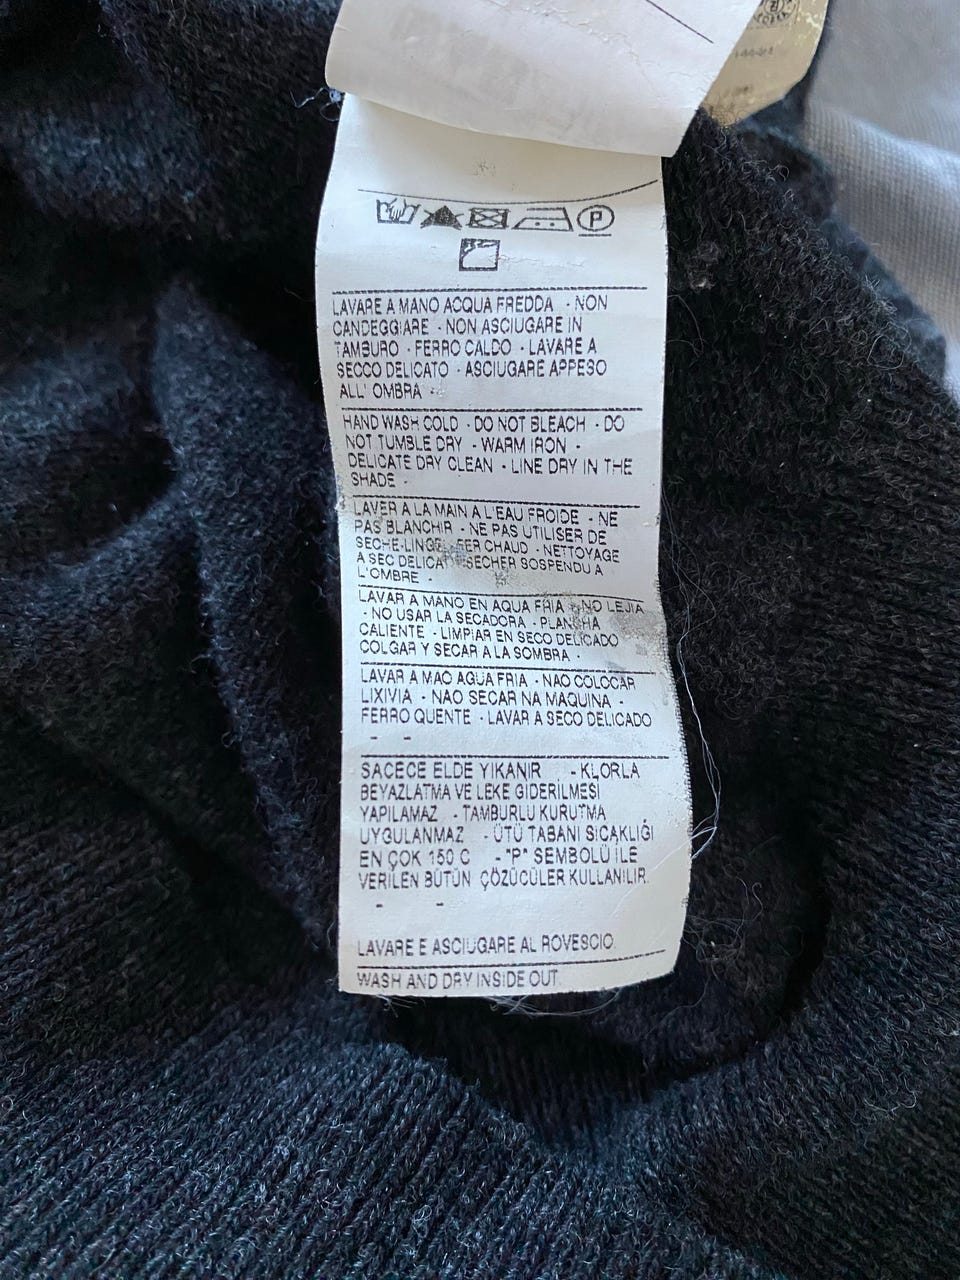 P
LAVARE A MANO ACQUA FREDDA - NON
CANDEGGIARE - NON ASCIUGARE IN
TAMBURO - FERRO CALDO - LAVARE A
SECCO DELICATO - ASCIUGARE APPESO
ALL' OMBRA -
HAND WASH COLD - DO NOT BLEACH - DO
NOT TUMBLE DRY - WARM IRON -
DELICATE DRY CLEAN - LINE DRY IN THE
SHADE -
LAVER A LA MAIN A L'EAU FROIDE - NE
PAS BLANCHIR - NE PAS UTILISER DE
SECHE-LINGE FER CHAUD - NETTOYAGE
A SEC DELICAT SECHER SOSPENDU A
L'OMBRE -
LAVAR A MANO EN AQUA FRIA - NO LEJIA
- NO USAR LA SECADORA - PLANCHA
CALIENTE - LIMPIAR EN SECO DELICADO
COLGAR Y SECAR A LA SOMBRA -
LAVAR A MAO AGUA FRIA - NAO COLOCAR
LIXIVIA - NAO SECAR NA MAQUINA -
FERRO QUENTE - LAVAR A SECO DELICADO
- -
SACECE ELDE YIKANIR - KLORLA
BEYAZLATMA VE LEKE GIDERILMESİ
YAPILAMAZ - TAMBURLU KURUTMA
UYGULANMAZ - ÜTÜ TABANI SICAKLIĞI
EN ÇOK 150 C - "P" SEMBOLÜ ILE
VERILEN BÜTÜN ÇÖZÜCÜLER KULLANILIR.
- -
LAVARE E ASCIUGARE AL ROVESCIO.
WASH AND DRY INSIDE OUT.